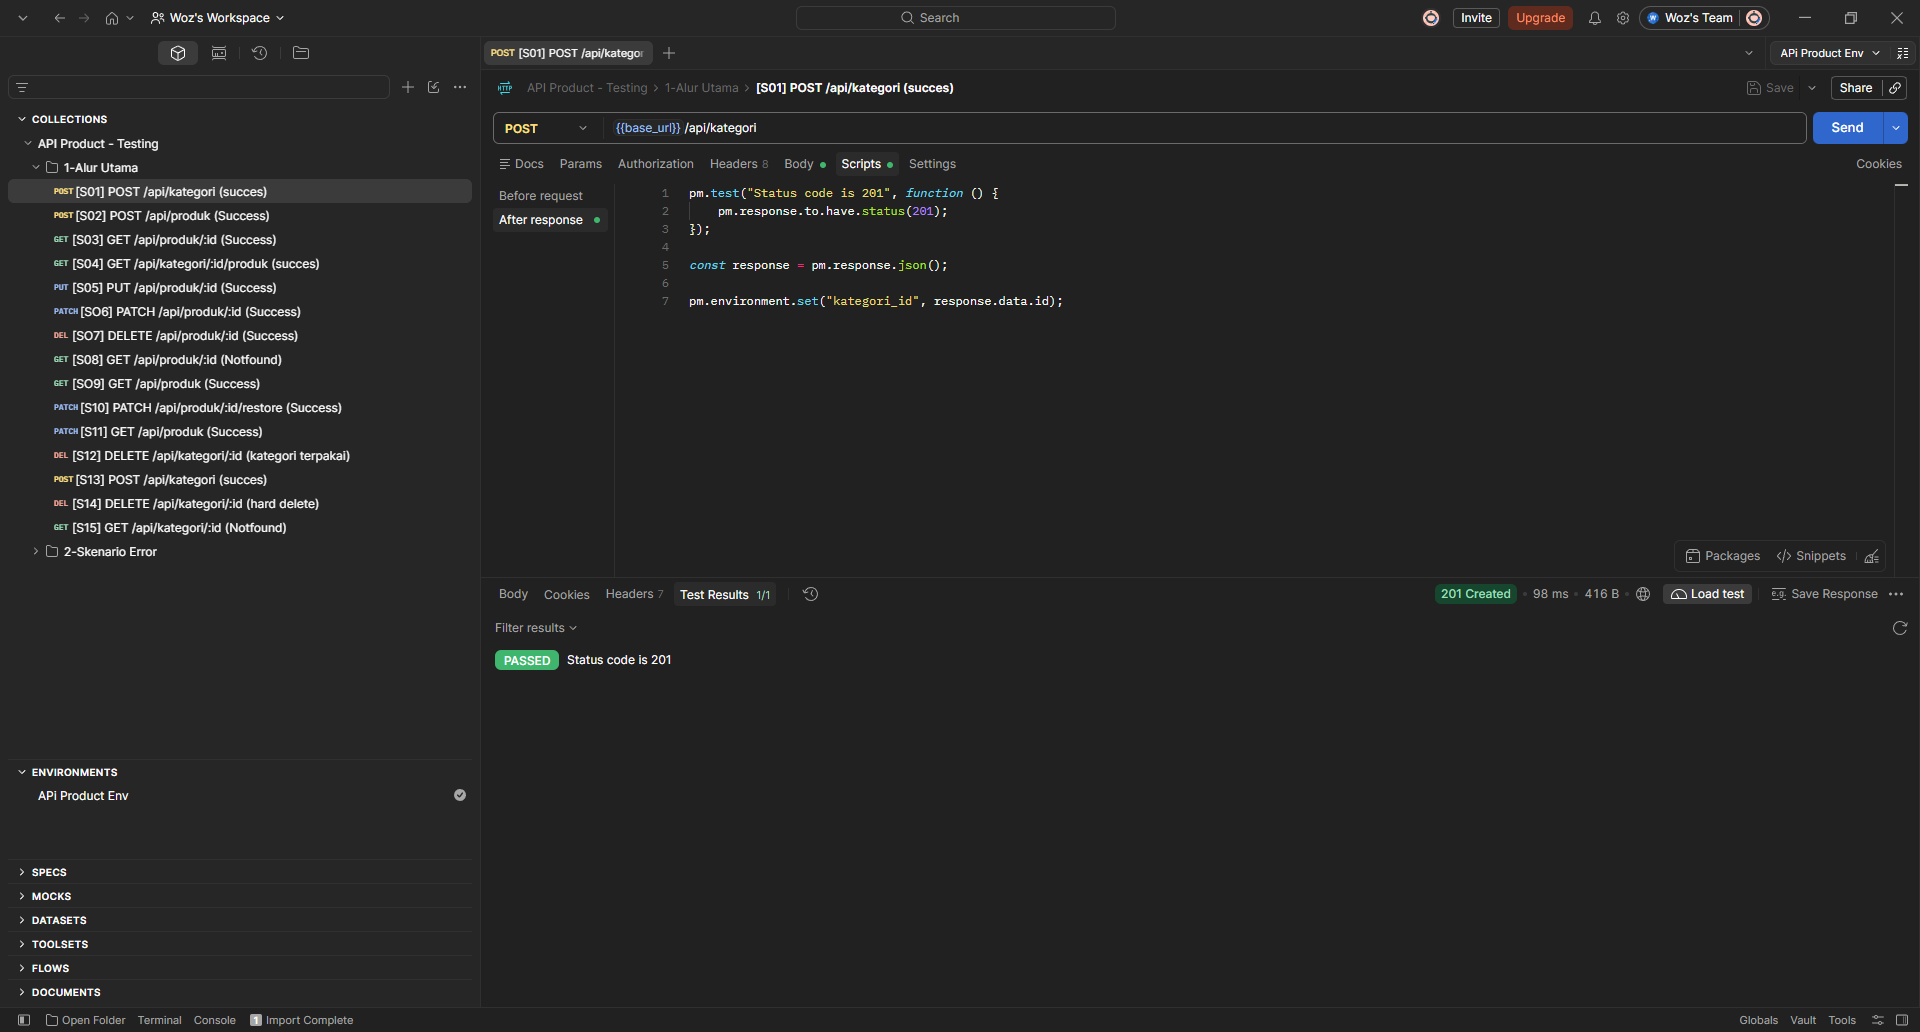 Woz's Workspace
Search
Invite
Upgrade
Woz's Team
POST [S01] POST /api/kategor
APi Product Env
API Product - Testing > 1-Alur Utama > [S01] POST /api/kategori (succes)
Save
Share
COLLECTIONS
API Product - Testing
1-Alur Utama
POST [S01] POST /api/kategori (succes)
POST [S02] POST /api/produk (Success)
GET [S03] GET /api/produk/:id (Success)
GET [S04] GET /api/kategori/:id/produk (succes)
PUT [S05] PUT /api/produk/:id (Success)
PATCH [SO6] PATCH /api/produk/:id (Success)
DEL [SO7] DELETE /api/produk/:id (Success)
GET [S08] GET /api/produk/:id (Notfound)
GET [SO9] GET /api/produk (Success)
PATCH [S10] PATCH /api/produk/:id/restore (Success)
PATCH [S11] GET /api/produk (Success)
DEL [S12] DELETE /api/kategori/:id (kategori terpakai)
POST [S13] POST /api/kategori (succes)
DEL [S14] DELETE /api/kategori/:id (hard delete)
GET [S15] GET /api/kategori/:id (Notfound)
2-Skenario Error
ENVIRONMENTS
APi Product Env
SPECS
MOCKS
DATASETS
TOOLSETS
FLOWS
DOCUMENTS
HTTP
POST
{{base_url}} /api/kategori
Send
Docs
Params
Authorization
Headers 8
Body
Scripts
Settings
Cookies
Before request
After response
1 pm.test("Status code is 201", function () {
2 pm.response.to.have.status(201);
3 });
4
5 const response = pm.response.json();
6
7 pm.environment.set("kategori_id", response.data.id);
Packages
Snippets
Body
Cookies
Headers 7
Test Results 1/1
201 Created
98 ms
416 B
Load test
e.g. Save Response
Filter results
PASSED Status code is 201
Open Folder
Terminal
Console
1 Import Complete
Globals
Vault
Tools